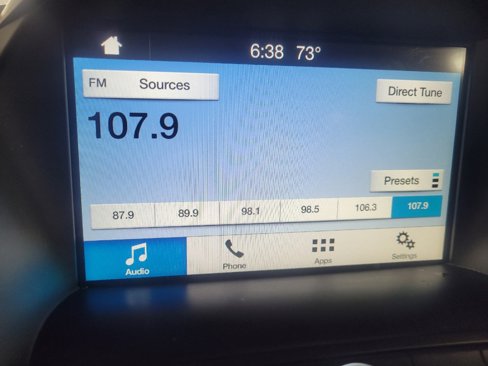 6:38 73°
FM Sources
Direct Tune
107.9
Presets
87.9 89.9 98.1 98.5 106.3 107.9
Audio Phone Apps Settings